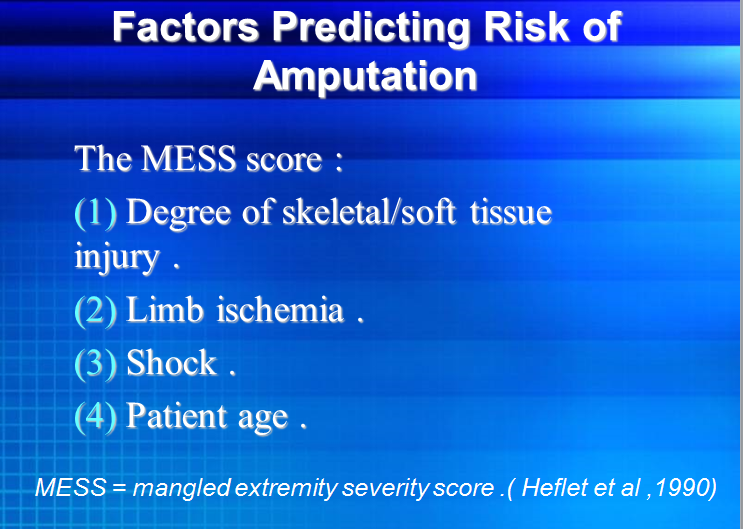 Factors Predicting Risk of
Amputation
The MESS score :
(1) Degree of skeletal/soft tissue
injury .
(2) Limb ischemia .
(3) Shock .
(4) Patient age .
MESS = mangled extremity severity score .( Heflet et al ,1990)